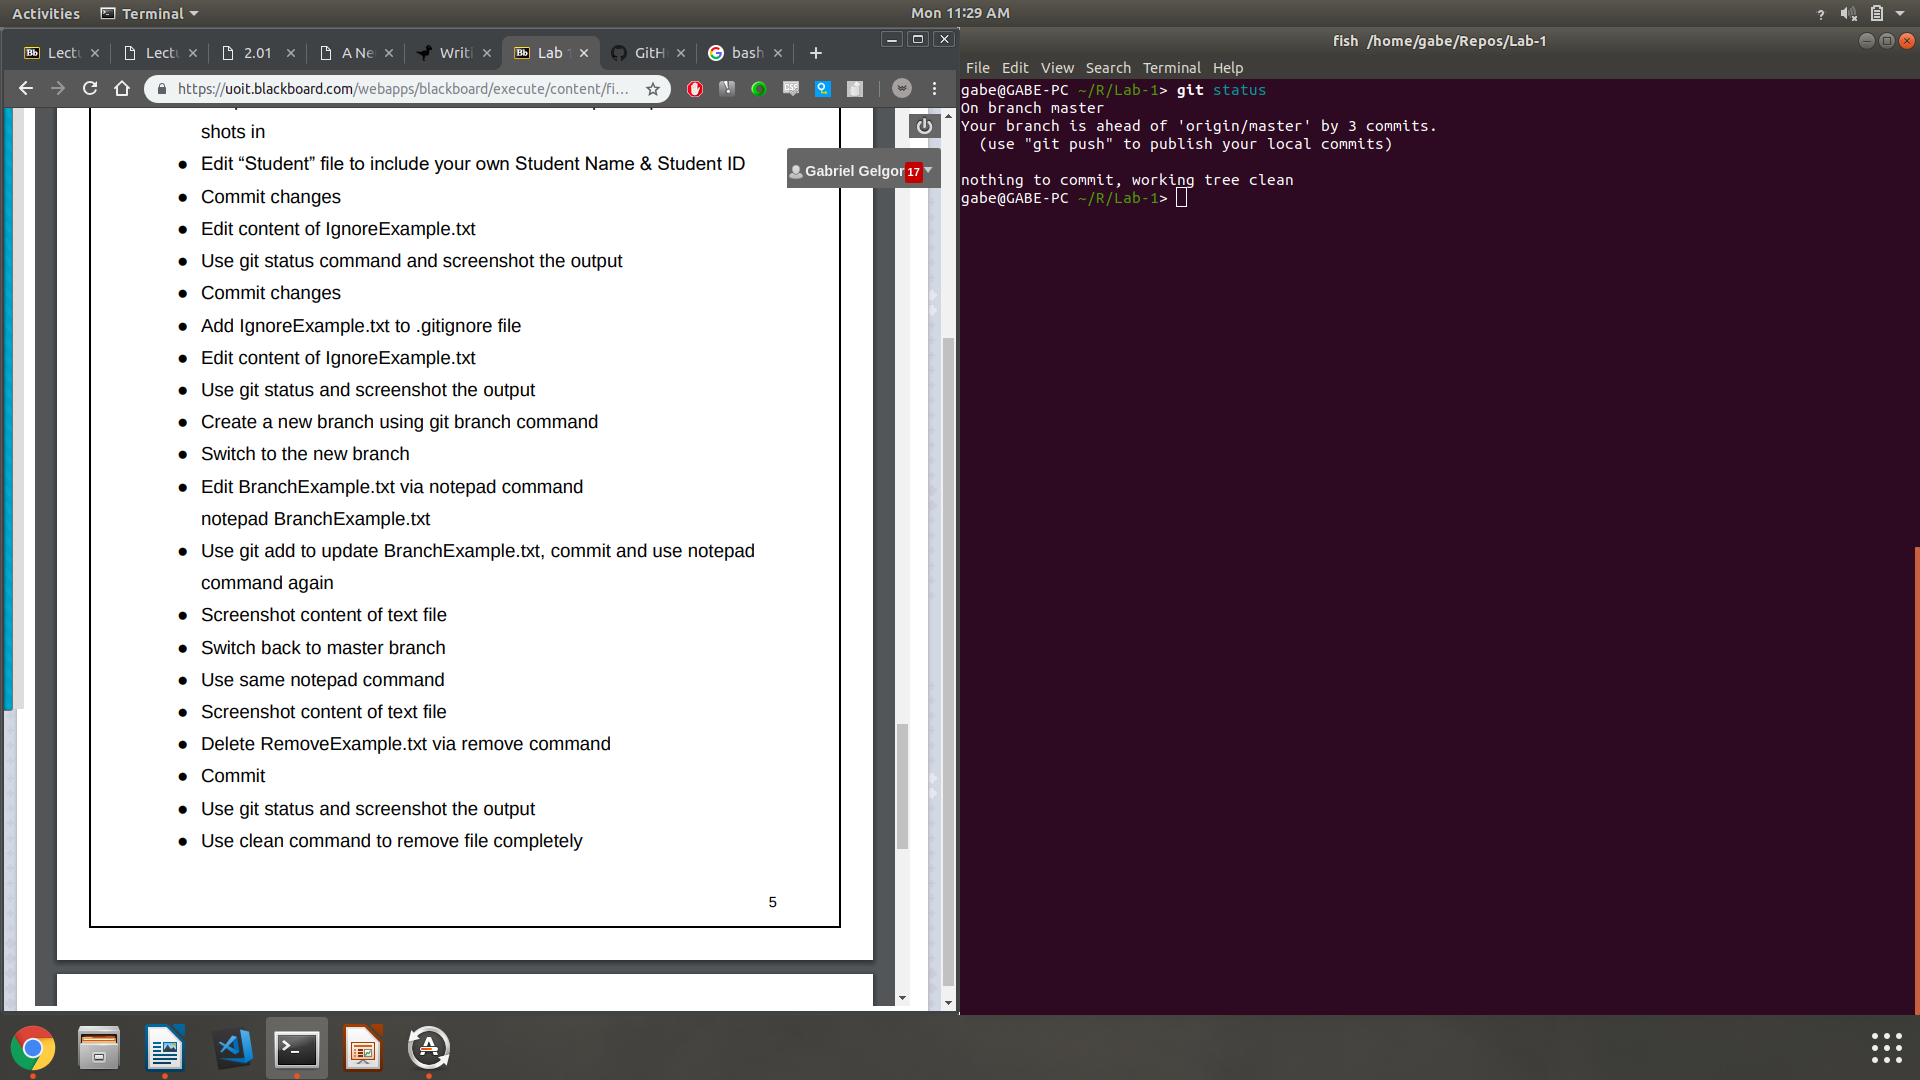 Activities
Terminal
Mon 11:29 AM
?
Lect
Lect
2.01
A Ne
Writi
Lab
GitH
bash
https://uoit.blackboard.com/webapps/blackboard/execute/content/fi...
shots in
Gabriel Gelgor 17
● Edit “Student” file to include your own Student Name & Student ID
● Commit changes
● Edit content of IgnoreExample.txt
● Use git status command and screenshot the output
● Commit changes
● Add IgnoreExample.txt to .gitignore file
● Edit content of IgnoreExample.txt
● Use git status and screenshot the output
● Create a new branch using git branch command
● Switch to the new branch
● Edit BranchExample.txt via notepad command
notepad BranchExample.txt
● Use git add to update BranchExample.txt, commit and use notepad
command again
● Screenshot content of text file
● Switch back to master branch
● Use same notepad command
● Screenshot content of text file
● Delete RemoveExample.txt via remove command
● Commit
● Use git status and screenshot the output
● Use clean command to remove file completely
5
fish /home/gabe/Repos/Lab-1
File Edit View Search Terminal Help
gabe@GABE-PC ~/R/Lab-1> git status
On branch master
Your branch is ahead of 'origin/master' by 3 commits.
(use "git push" to publish your local commits)
nothing to commit, working tree clean
gabe@GABE-PC ~/R/Lab-1>